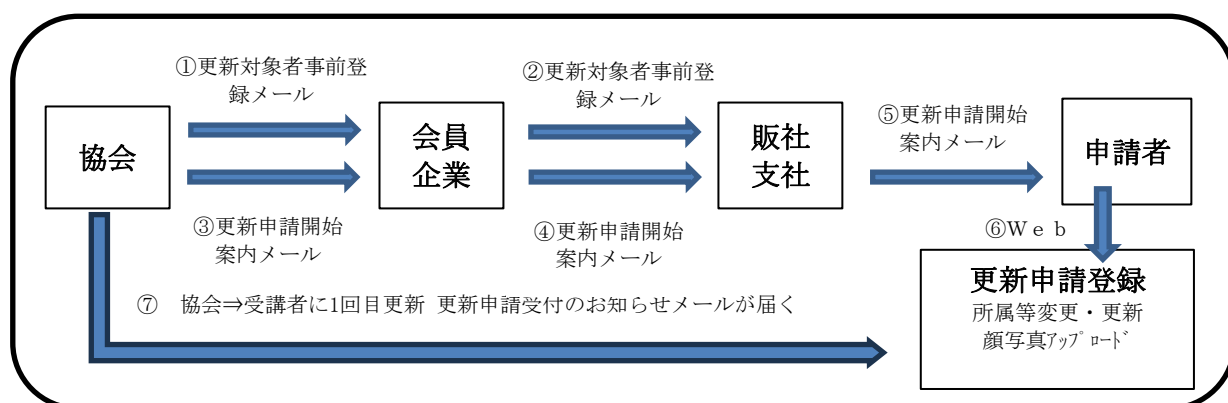 ①更新対象者事前登
録メール
②更新対象者事前登
録メール
⑤更新申請開始
案内メール
協会
会員
企業
販社
支社
申請者
③更新申請開始
案内メール
④更新申請開始
案内メール
⑥Ｗｅｂ
⑦　協会⇒受講者に1回目更新 更新申請受付のお知らせメールが届く
更新申請登録
所属等変更・更新
顔写真ｱｯﾌﾟﾛｰﾄﾞ